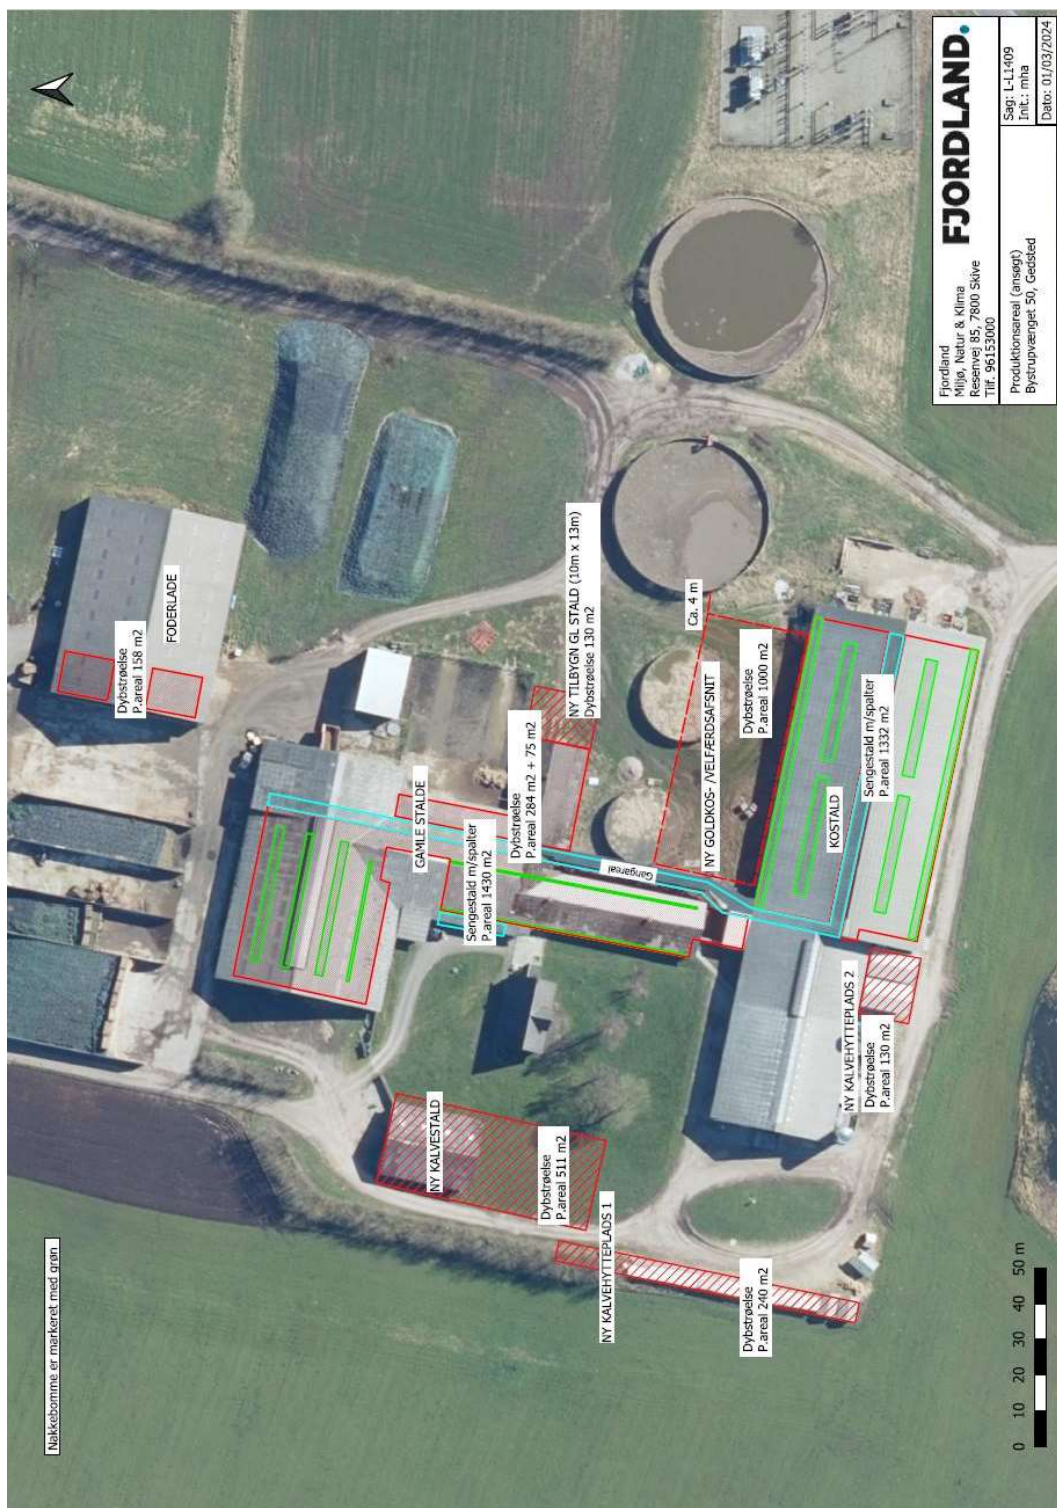 Nakkebomme er markeret med grøn
Dybstrøelse
P.areal 158 m2
FODERLADE
GAMLE STALDE
Sengestald m/spalter
P.areal 1430 m2
Dybstrøelse
P.areal 284 m2 + 75 m2
NY TILBYGN GL STALD (10m x 13m)
Dybstrøelse 130 m2
NY KALVESTALD
Dybstrøelse
P.areal 511 m2
NY KALVEHYTTEPLADS 1
Dybstrøelse
P.areal 240 m2
Gangareal
NY GOLDKOS- /VELFÆRDSAFSNIT
Ca. 4 m
Dybstrøelse
P.areal 1000 m2
KOSTALD
Sengestald m/spalter
P.areal 1332 m2
NY KALVEHYTTEPLADS 2
Dybstrøelse
P.areal 130 m2
0 10 20 30 40 50 m
Fjordland
Miljø, Natur & Klima
Resenvej 85, 7800 Skive
Tlf. 96153000
FJORDLAND.
Produktionsareal (ansøgt)
Bystrupvænget 50, Gedsted
Sag: L-L1409
Init.: mha
Dato: 01/03/2024